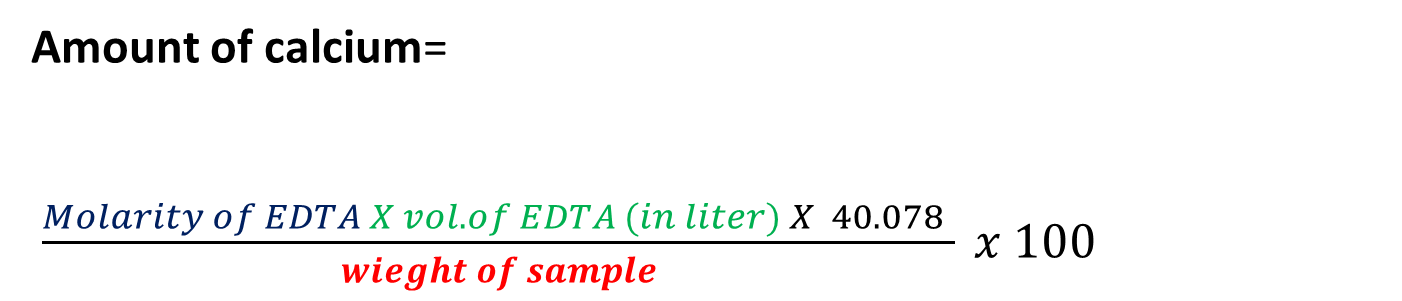 Amount of calcium=
Molarity of EDTA X vol.of EDTA (in liter) X 40.078
x 100
wieght of sample